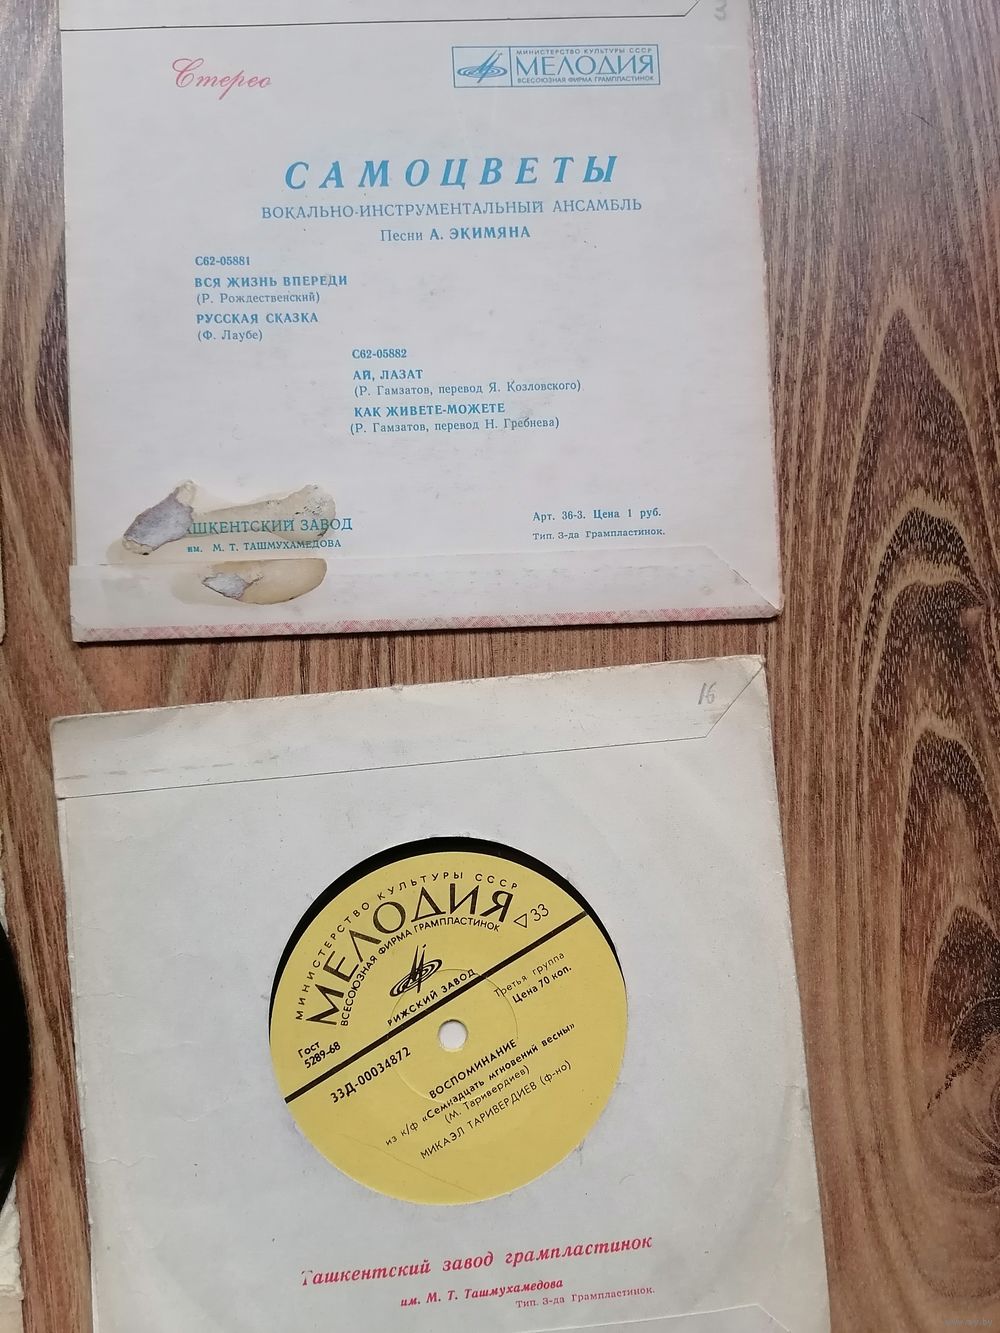 Стерео
МИНИСТЕРСТВО КУЛЬТУРЫ СССР
МЕЛОДИЯ
ВСЕСОЮЗНАЯ ФИРМА ГРАМПЛАСТИНОК
САМОЦВЕТЫ
ВОКАЛЬНО-ИНСТРУМЕНТАЛЬНЫЙ АНСАМБЛЬ
Песни А. ЭКИМЯНА
С62-05881
ВСЯ ЖИЗНЬ ВПЕРЕДИ
(Р. Рождественский)
РУССКАЯ СКАЗКА
(Ф. Лаубе)
С62-05882
АЙ, ЛАЗАТ
(Р. Гамзатов, перевод Я. Козловского)
КАК ЖИВЕТЕ-МОЖЕТЕ
(Р. Гамзатов, перевод Н. Гребнева)
АШКЕНТСКИЙ ЗАВОД
им. М. Т. ТАШМУХАМЕДОВА
Арт. 36-3. Цена 1 руб.
Тип. З-да Грампластинок.
16
МИНИСТЕРСТВО КУЛЬТУРЫ СССР
МЕЛОДИЯ
ВСЕСОЮЗНАЯ ФИРМА ГРАМПЛАСТИНОК
33
РИЖСКИЙ ЗАВОД
Третья группа
Цена 70 коп.
Гост
5289-68
33Д-00034872
ВОСПОМИНАНИЕ
из к/ф «Семнадцать мгновений весны»
(М. Таривердиев)
МИКАЭЛ ТАРИВЕРДИЕВ (ф-но)
Ташкентский завод грампластинок
им. М. Т. Ташмухамедова
Тип. З-да Грампластинок.
www.ay.by